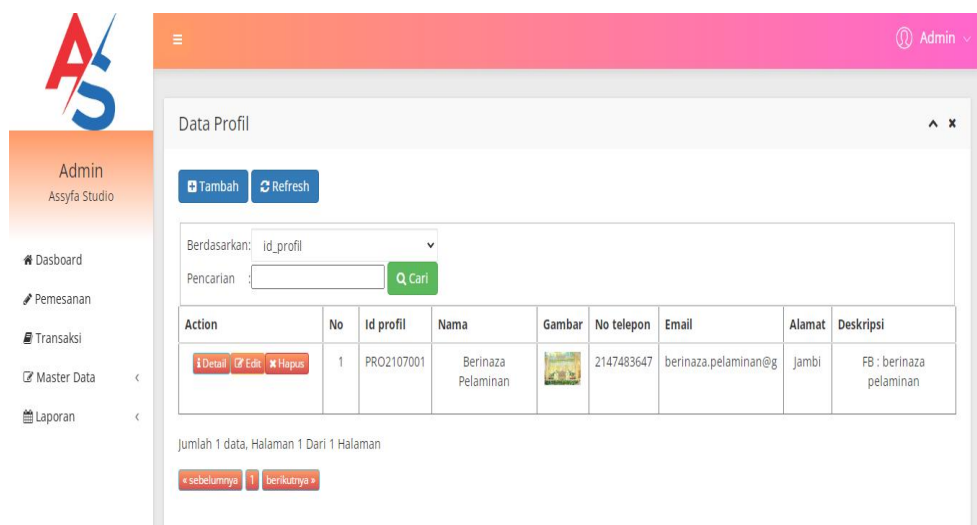 AS
Admin
Admin
Assyfa Studio
Dasboard
Pemesanan
Transaksi
Master Data
Laporan
Data Profil
Tambah Refresh
Berdasarkan: id_profil
Pencarian : Cari
Action No Id profil Nama Gambar No telepon Email Alamat Deskripsi
Detail Edit Hapus 1 PRO2107001 Berinaza 2147483647 berinaza.pelaminan@g Jambi FB : berinaza
Pelaminan pelaminan
Jumlah 1 data, Halaman 1 Dari 1 Halaman
« sebelumnya 1 berikutnya »